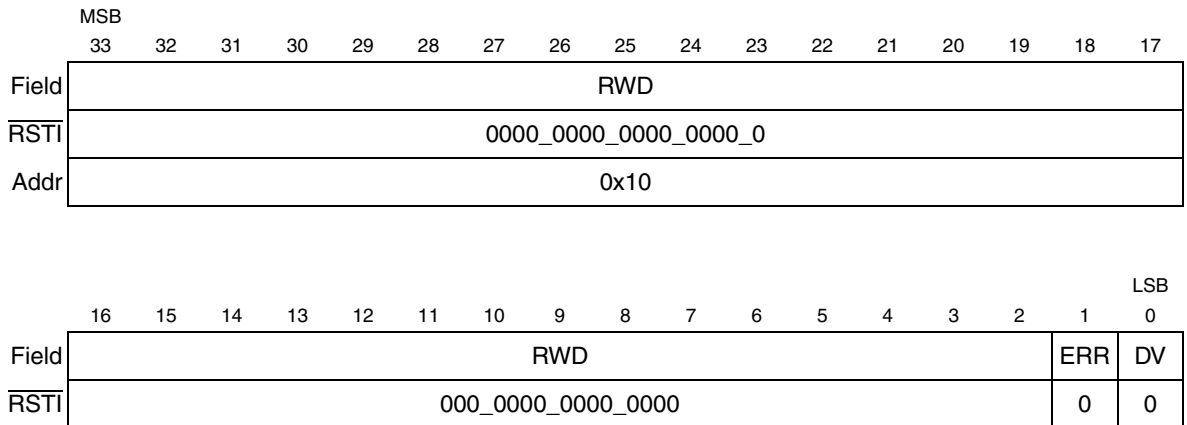 MSB
33 32 31 30 29 28 27 26 25 24 23 22 21 20 19 18 17
Field RWD
RSTI 0000_0000_0000_0000_0
Addr 0x10
LSB
16 15 14 13 12 11 10 9 8 7 6 5 4 3 2 1 0
Field RWD ERR DV
RSTI 000_0000_0000_0000 0 0